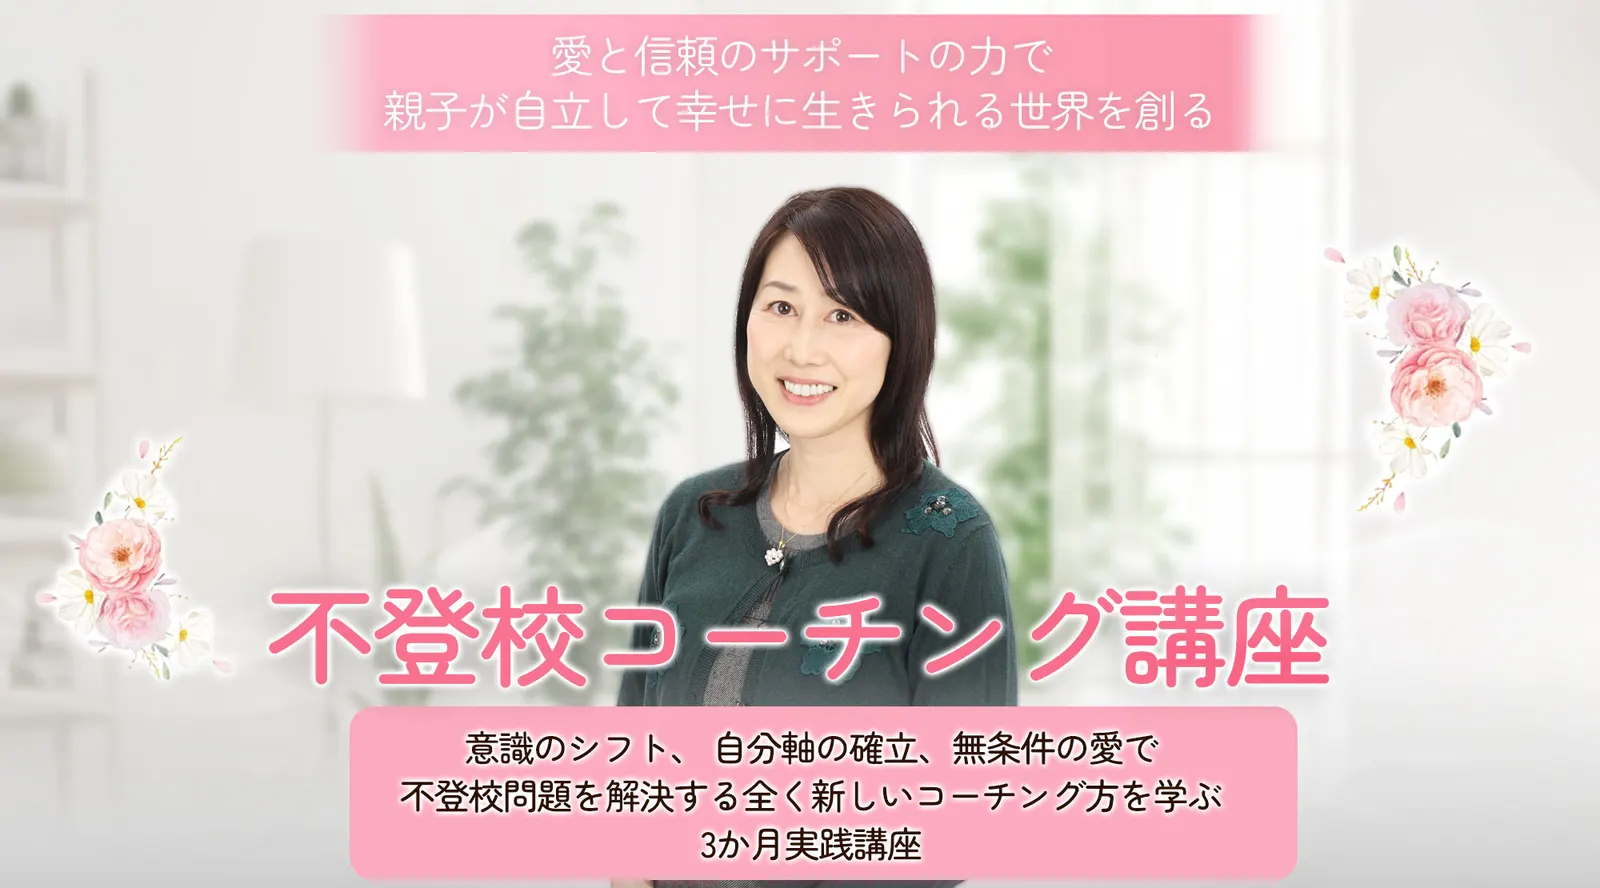 愛と信頼のサポートの力で
親子が自立して幸せに生きられる世界を創る
不登校コーチング講座
意識のシフト、 自分軸の確立、無条件の愛で
不登校問題を解決する全く新しいコーチング方を学ぶ
3か月実践講座